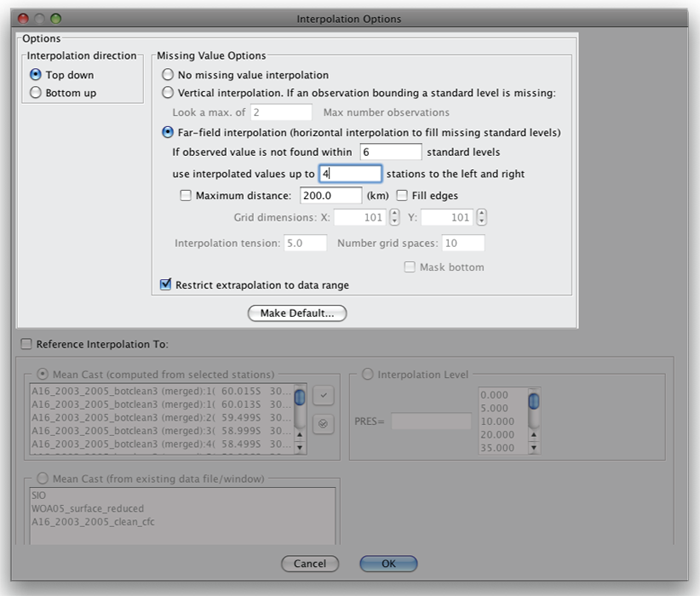 Interpolation Options
Options
Interpolation direction
Top down
Bottom up
Missing Value Options
No missing value interpolation
Vertical interpolation. If an observation bounding a standard level is missing:
Look a max. of 2 Max number observations
Far-field interpolation (horizontal interpolation to fill missing standard levels)
If observed value is not found within 6 standard levels
use interpolated values up to 4 stations to the left and right
Maximum distance: 200.0 (km) Fill edges
Grid dimensions: X: 101 Y: 101
Interpolation tension: 5.0 Number grid spaces: 10
Mask bottom
Restrict extrapolation to data range
Make Default...
Reference Interpolation To:
Mean Cast (computed from selected stations)
A16_2003_2005_botclean3 (merged):1( 60.015S 30...
A16_2003_2005_botclean3 (merged):1( 60.013S 30...
A16_2003_2005_botclean3 (merged):2( 59.499S 30...
A16_2003_2005_botclean3 (merged):3( 58.999S 30...
A16_2003_2005_botclean3 (merged):4( 58.499S 30...
Interpolation Level
PRES=
0.000
5.000
10.000
20.000
35.000
Mean Cast (from existing data file/window)
SIO
WOA05_surface_reduced
A16_2003_2005_clean_cfc
Cancel
OK